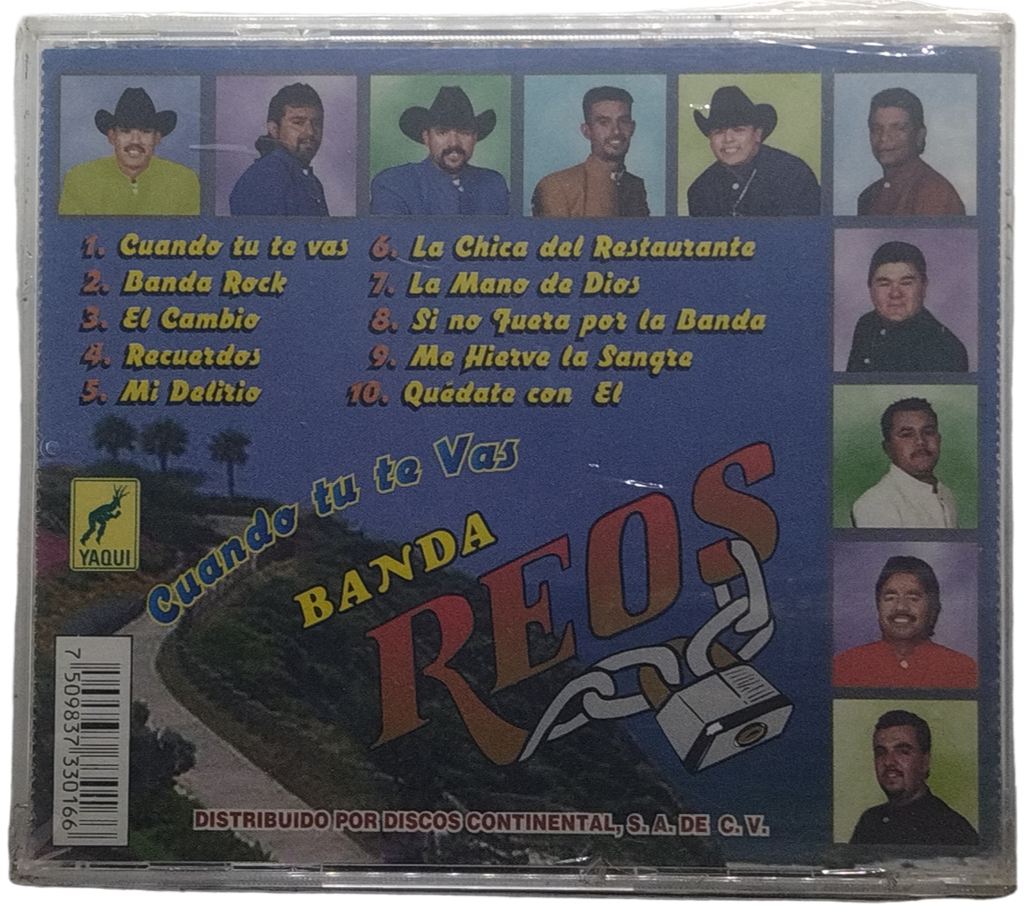 1. Cuando tu te vas
2. Banda Rock
3. El Cambio
4. Recuerdos
5. Mi Delirio
6. La Chica del Restaurante
7. La Mano de Dios
8. Si no Fuera por la Banda
9. Me Hierve la Sangre
10. Quédate con El
Cuando tu te Vas
BANDA
REOS
YAQUI
7 509837 330166
DISTRIBUIDO POR DISCOS CONTINENTAL, S. A. DE C. V.